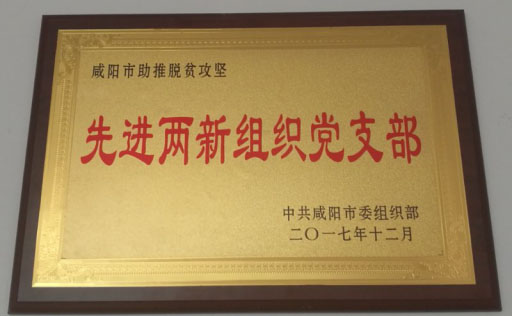 咸阳市助推脱贫攻坚
先进两新组织党支部
中共咸阳市委组织部
二〇一七年十二月